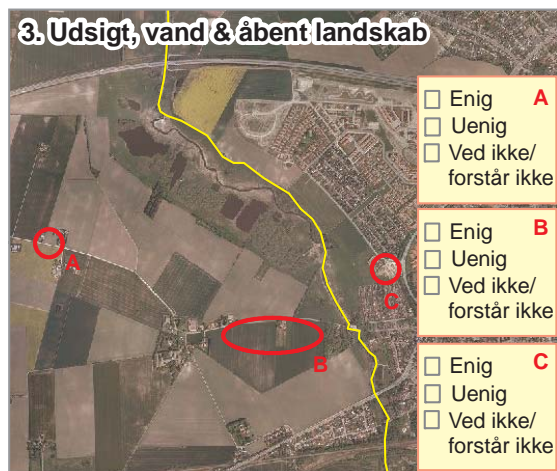 3. Udsigt, vand & åbent landskab
A
B
C
Enig A
Uenig
Ved ikke/
forstår ikke
Enig B
Uenig
Ved ikke/
forstår ikke
Enig C
Uenig
Ved ikke/
forstår ikke